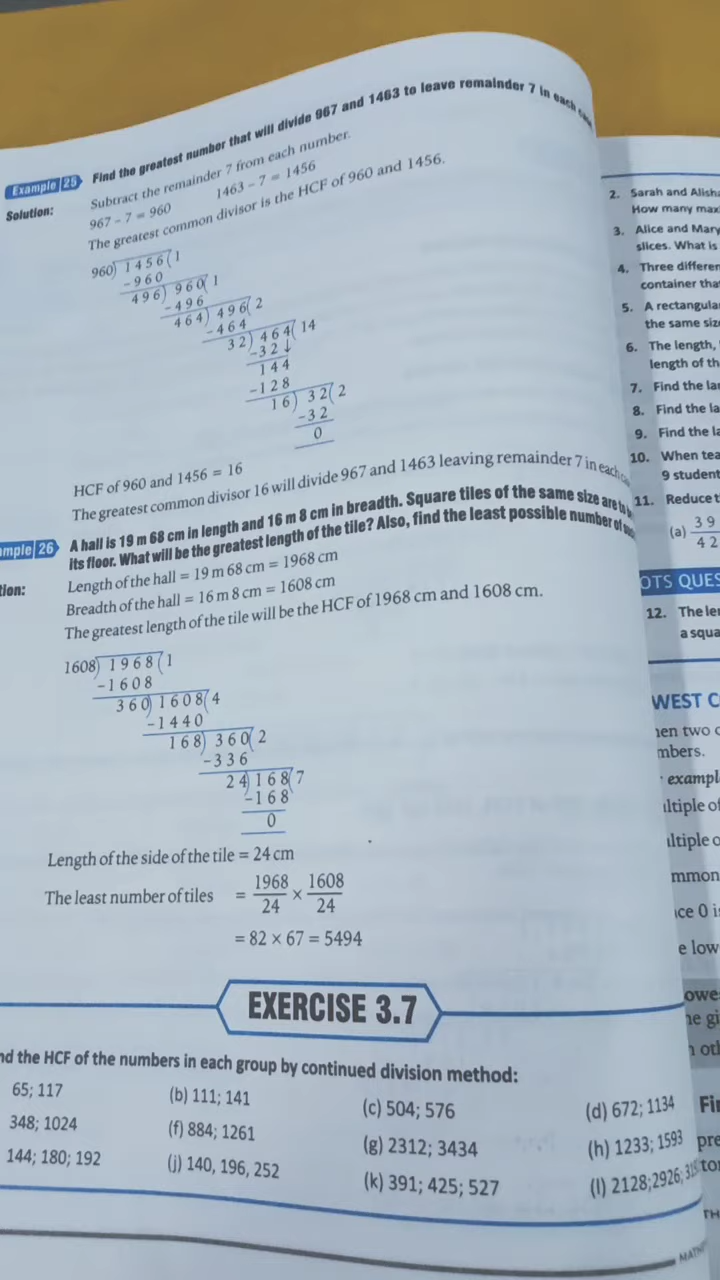 Example 25 Find the greatest number that will divide 967 and 1463 to leave remainder 7 in each
Solution: Subtract the remainder 7 from each number.
967 – 7 = 960 1463 – 7 = 1456
The greatest common divisor is the HCF of 960 and 1456.
960) 1456 (1
–960
496) 960 (1
–496
464) 496 (2
–464
32) 464 (14
–32↓
144
–128
16) 32 (2
–32
0
HCF of 960 and 1456 = 16
The greatest common divisor 16 will divide 967 and 1463 leaving remainder 7 in each
mple 26 A hall is 19 m 68 cm in length and 16 m 8 cm in breadth. Square tiles of the same size are to
its floor. What will be the greatest length of the tile? Also, find the least possible number of
tion: Length of the hall = 19 m 68 cm = 1968 cm
Breadth of the hall = 16 m 8 cm = 1608 cm
The greatest length of the tile will be the HCF of 1968 cm and 1608 cm.
1608) 1968 (1
–1608
360) 1608 (4
–1440
168) 360 (2
–336
24) 168 (7
–168
0
Length of the side of the tile = 24 cm
The least number of tiles = 1968/24 × 1608/24
= 82 × 67 = 5494
EXERCISE 3.7
nd the HCF of the numbers in each group by continued division method:
65; 117 (b) 111; 141 (c) 504; 576 (d) 672; 1134
348; 1024 (f) 884; 1261 (g) 2312; 3434 (h) 1233; 1593
144; 180; 192 (j) 140, 196, 252 (k) 391; 425; 527 (l) 2128;2926;
2. Sarah and Alish
How many max
3. Alice and Mary
slices. What is
4. Three differen
container tha
5. A rectangula
the same siz
6. The length,
length of th
7. Find the la
8. Find the la
9. Find the la
10. When tea
9 student
11. Reduce t
(a) 39
42
OTS QUES
12. The le
a squa
WEST C
en two
mbers.
exampl
ltiple of
ltiple o
mmon
ce 0 i
e low
owe
e gi
n oth
Fi
pre
to
TH
MATH